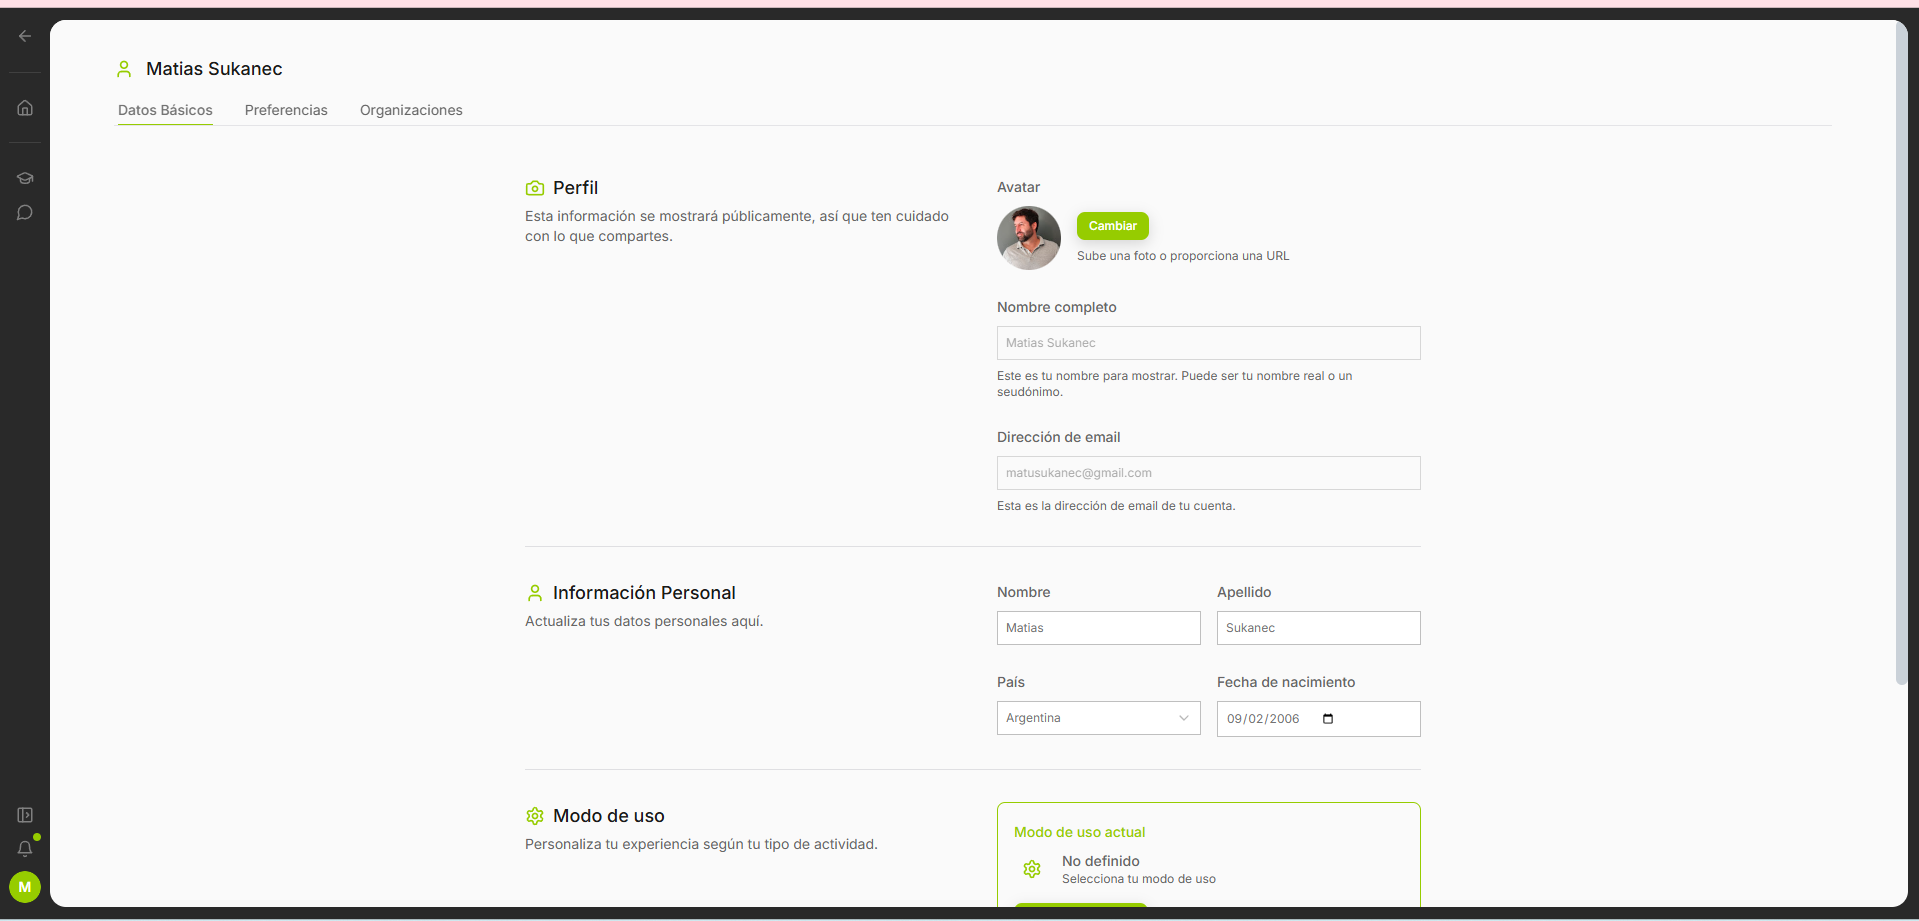 Matias Sukanec
Datos Básicos
Preferencias
Organizaciones
Perfil
Esta información se mostrará públicamente, así que ten cuidado
con lo que compartes.
Avatar
Cambiar
Sube una foto o proporciona una URL
Nombre completo
Matias Sukanec
Este es tu nombre para mostrar. Puede ser tu nombre real o un
seudónimo.
Dirección de email
matusukanec@gmail.com
Esta es la dirección de email de tu cuenta.
Información Personal
Actualiza tus datos personales aquí.
Nombre
Apellido
Matias
Sukanec
País
Fecha de nacimiento
Argentina
09/02/2006
Modo de uso
Personaliza tu experiencia según tu tipo de actividad.
Modo de uso actual
No definido
Selecciona tu modo de uso
M